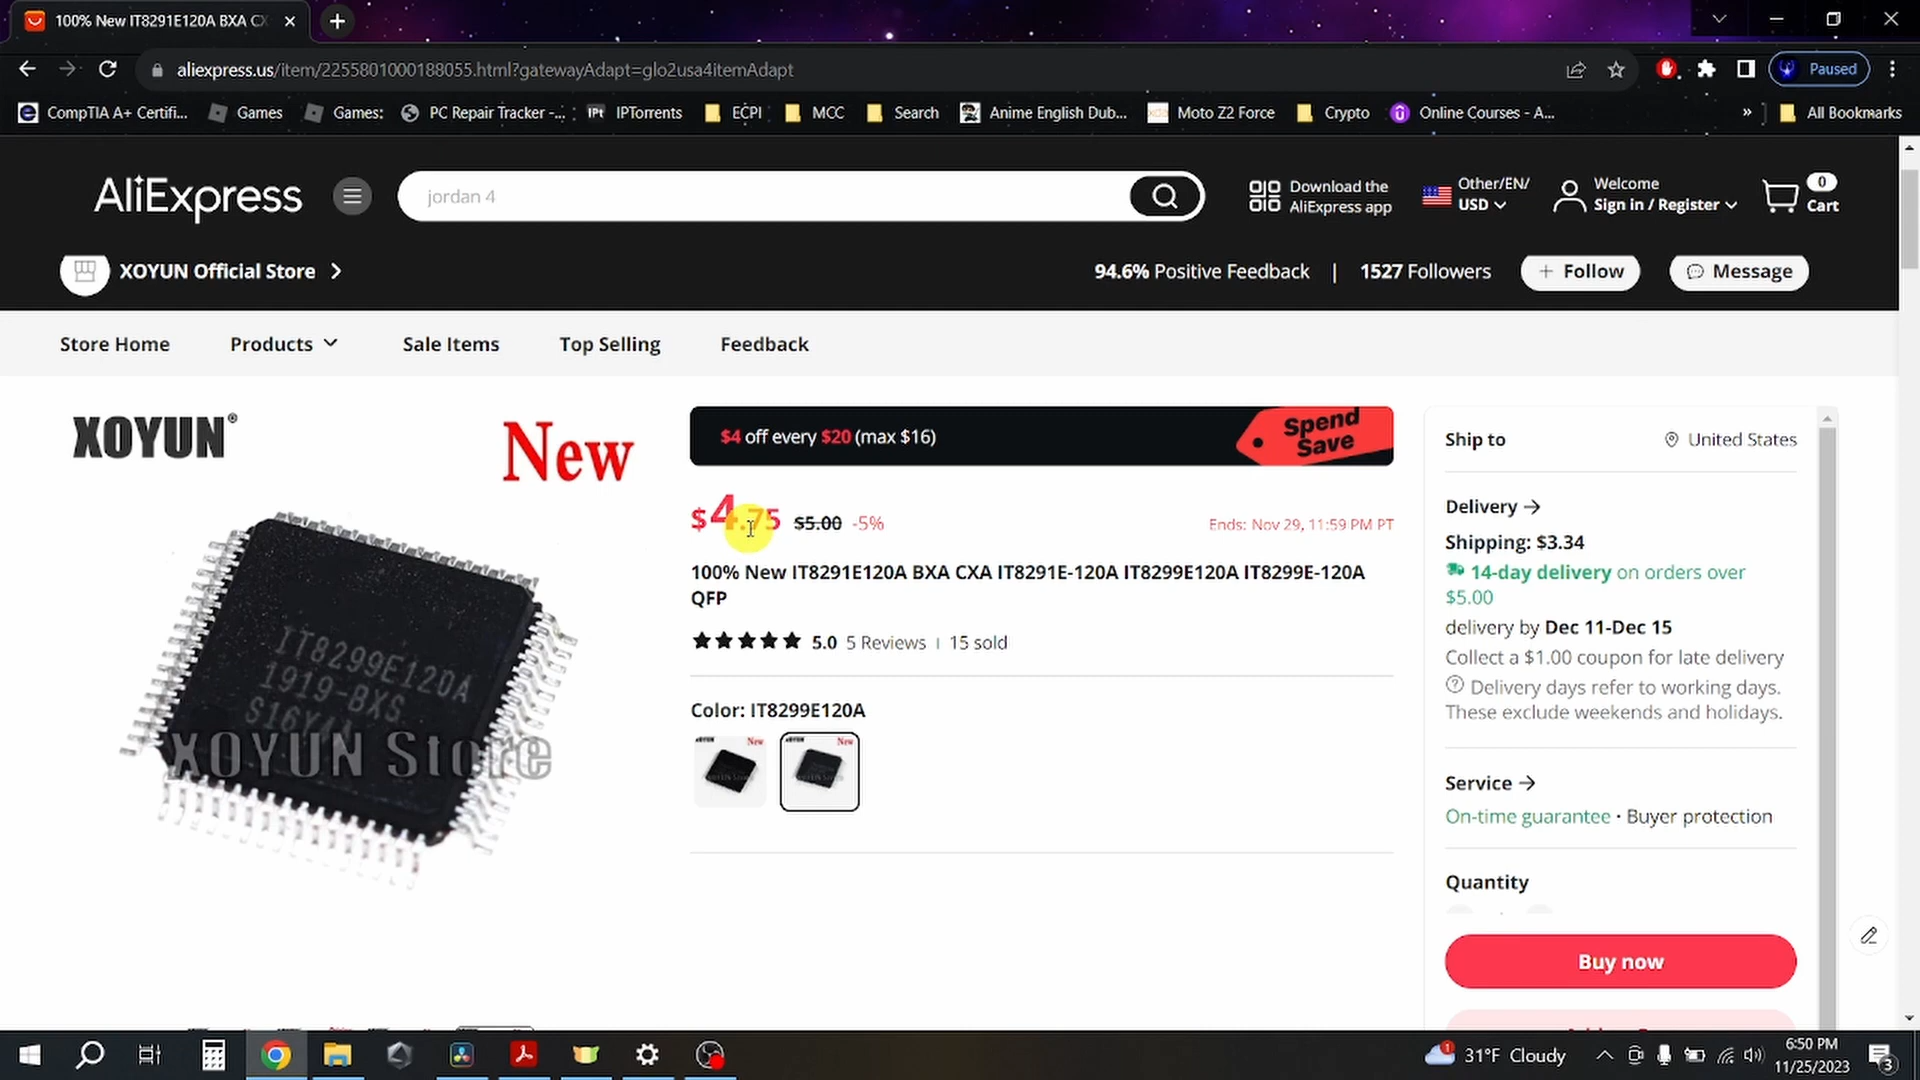 100% New IT8291E120A BXA CX
aliexpress.us/item/2255801000188055.html?gatewayAdapt=glo2usa4itemAdapt
Paused
CompTIA A+ Certifi...
Games
Games:
PC Repair Tracker -...
IPT
IPTorrents
ECPI
MCC
Search
Anime English Dub...
Moto Z2 Force
Crypto
Online Courses - A...
»
All Bookmarks
AliExpress
jordan 4
Download the
AliExpress app
Other/EN/
USD
Welcome
Sign in / Register
0
Cart
XOYUN Official Store >
94.6% Positive Feedback | 1527 Followers
+ Follow
Message
Store Home
Products
Sale Items
Top Selling
Feedback
XOYUN®
New
IT8299E120A
1919-BXS
XOYUN Store
$4 off every $20 (max $16)
Spend
Save
$4.75 $5.00 -5%
Ends: Nov 29, 11:59 PM PT
100% New IT8291E120A BXA CXA IT8291E-120A IT8299E120A IT8299E-120A
QFP
5.0 5 Reviews | 15 sold
Color: IT8299E120A
Ship to
United States
Delivery →
Shipping: $3.34
14-day delivery on orders over
$5.00
delivery by Dec 11-Dec 15
Collect a $1.00 coupon for late delivery
Delivery days refer to working days.
These exclude weekends and holidays.
Service →
On-time guarantee · Buyer protection
Quantity
Buy now
1
31°F Cloudy
6:50 PM
11/25/2023
3